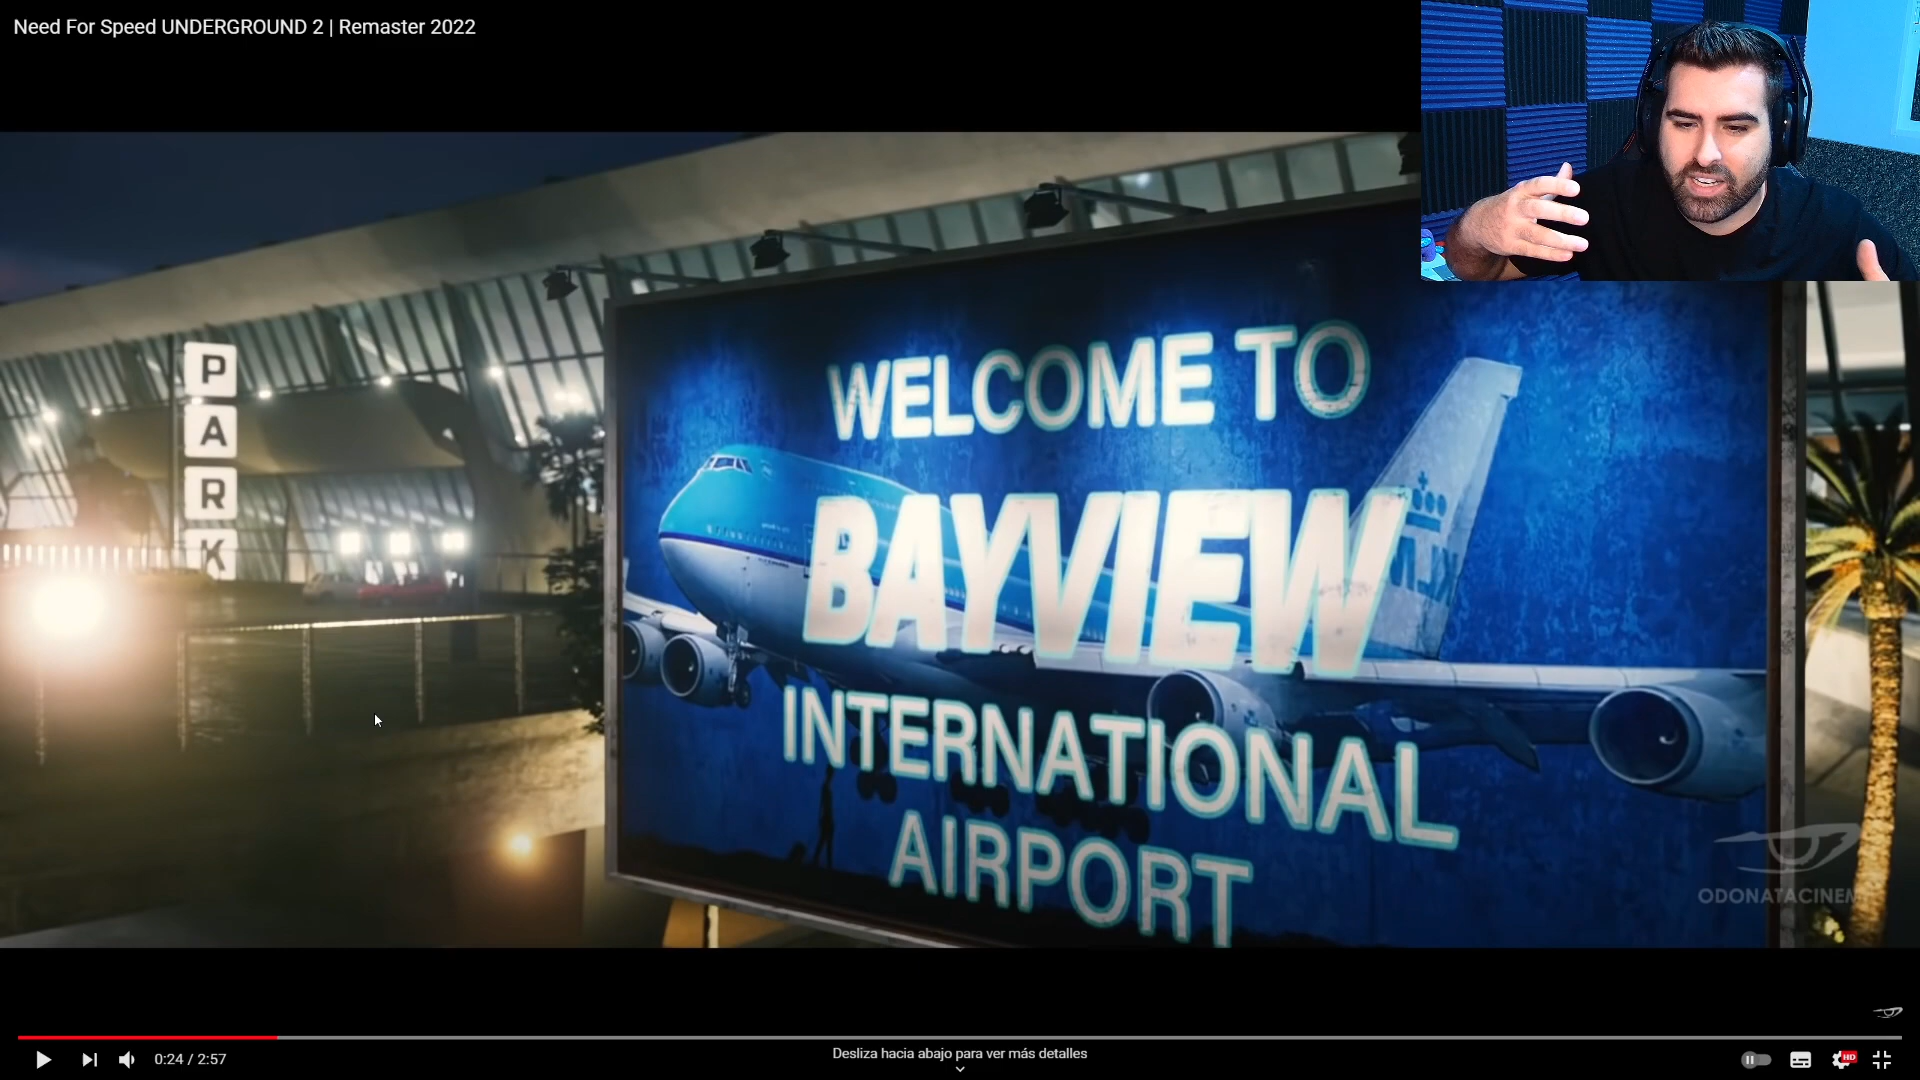 Need For Speed UNDERGROUND 2 | Remaster 2022
P
A
R
K
WELCOME TO
BAYVIEW
INTERNATIONAL
AIRPORT
KLM
ODONATACINEMA
0:24 / 2:57
Desliza hacia abajo para ver más detalles
HD